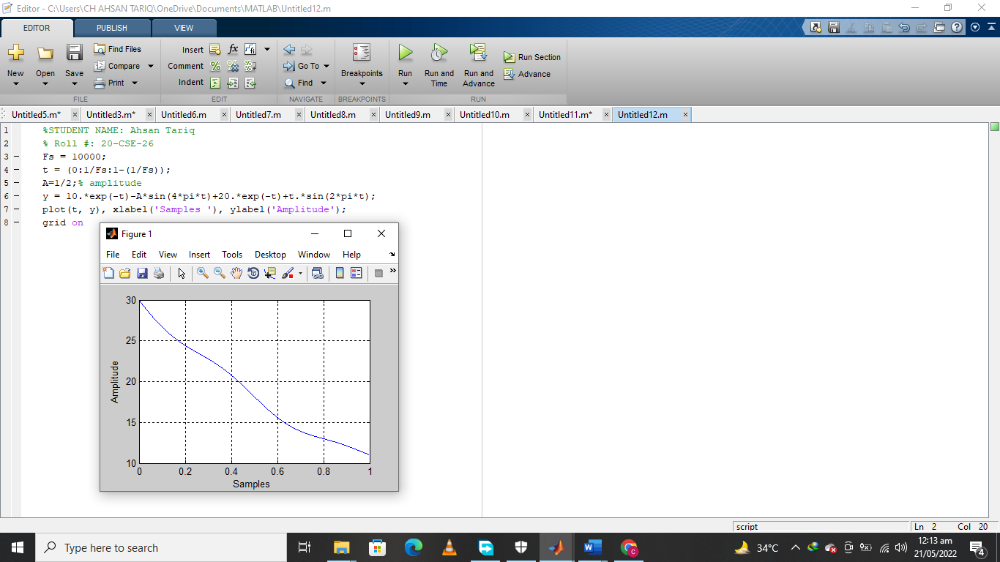 Editor - C:\Users\CH AHSAN TARIQ\OneDrive\Documents\MATLAB\Untitled12.m
EDITOR PUBLISH VIEW
New Open Save Find Files Compare Print
FILE
Insert fx
Comment
Indent
EDIT
Go To
Find
NAVIGATE
Breakpoints
BREAKPOINTS
Run Run and Time Run and Advance Run Section Advance
RUN
Untitled5.m* Untitled3.m* Untitled6.m Untitled7.m Untitled8.m Untitled9.m Untitled10.m Untitled11.m* Untitled12.m
1 %STUDENT NAME: Ahsan Tariq
2 % Roll #: 20-CSE-26
3 Fs = 10000;
4 t = (0:1/Fs:1-(1/Fs));
5 A=1/2;% amplitude
6 y = 10.*exp(-t)-A*sin(4*pi*t)+20.*exp(-t)+t.*sin(2*pi*t);
7 plot(t, y), xlabel('Samples '), ylabel('Amplitude');
8 grid on
Figure 1
File Edit View Insert Tools Desktop Window Help
30
25
20
15
10
Amplitude
0 0.2 0.4 0.6 0.8 1
Samples
script Ln 2 Col 20
Type here to search
34°C
12:13 am
21/05/2022
4